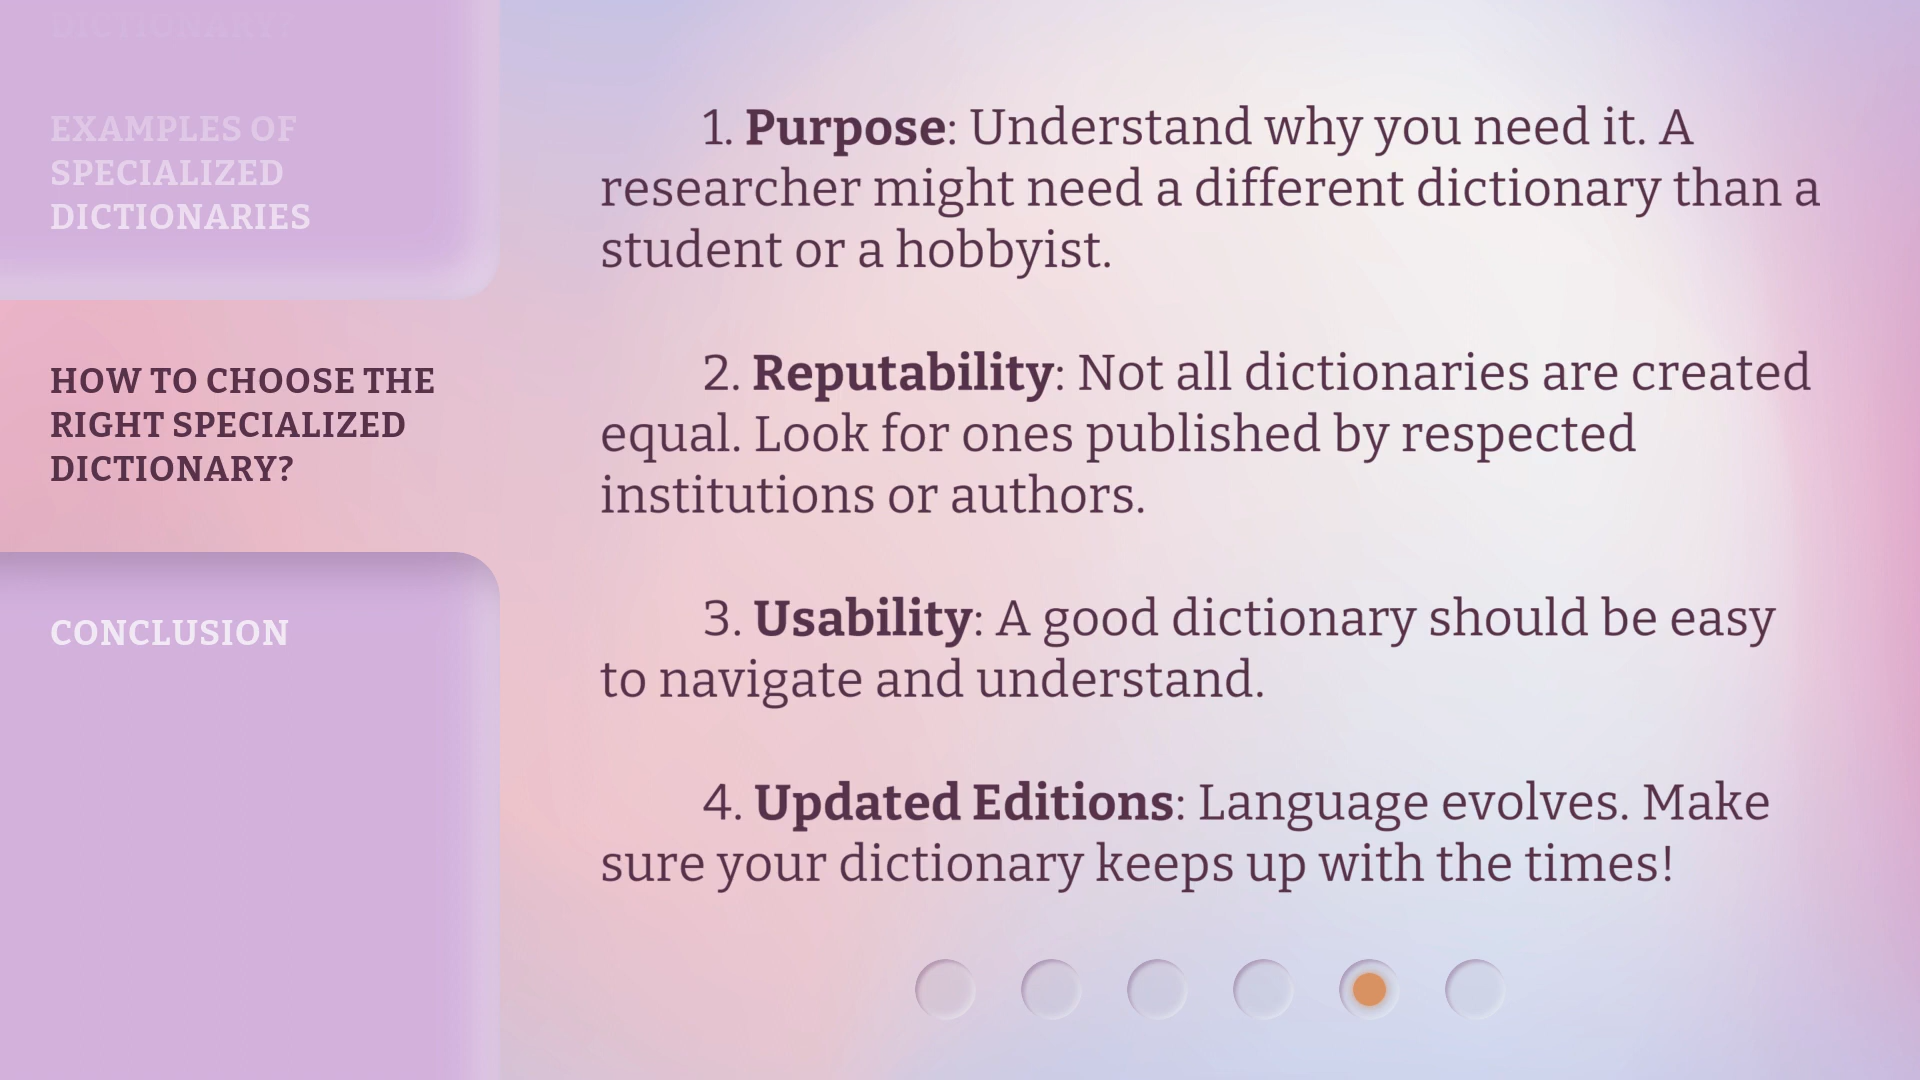 DICTIONARY?
EXAMPLES OF
SPECIALIZED
DICTIONARIES
HOW TO CHOOSE THE
RIGHT SPECIALIZED
DICTIONARY?
CONCLUSION
1. Purpose: Understand why you need it. A
researcher might need a different dictionary than a
student or a hobbyist.
2. Reputability: Not all dictionaries are created
equal. Look for ones published by respected
institutions or authors.
3. Usability: A good dictionary should be easy
to navigate and understand.
4. Updated Editions: Language evolves. Make
sure your dictionary keeps up with the times!